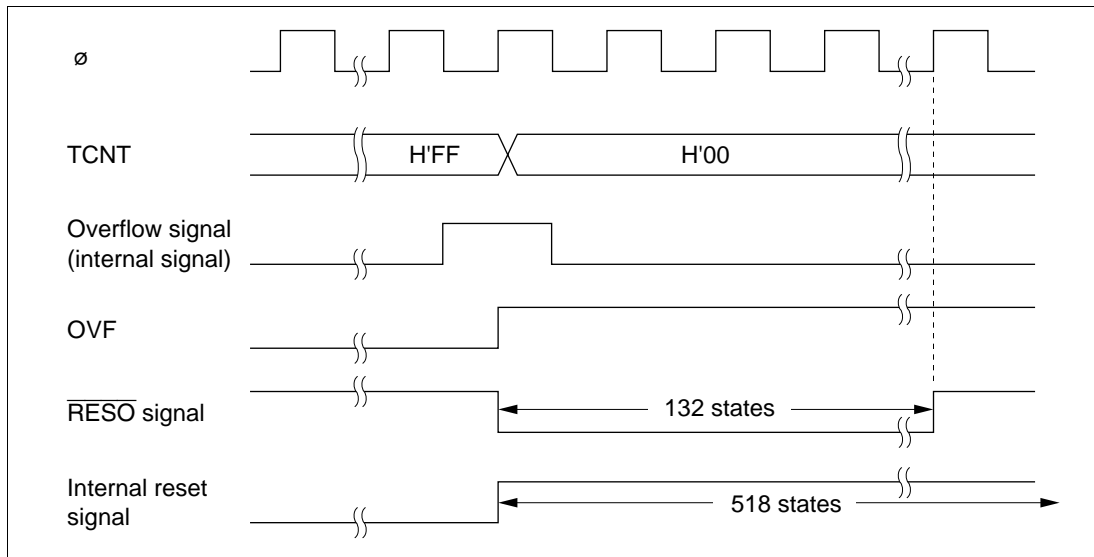 ø
TCNT
H'FF
H'00
Overflow signal
(internal signal)
OVF
RESO signal
132 states
Internal reset
signal
518 states